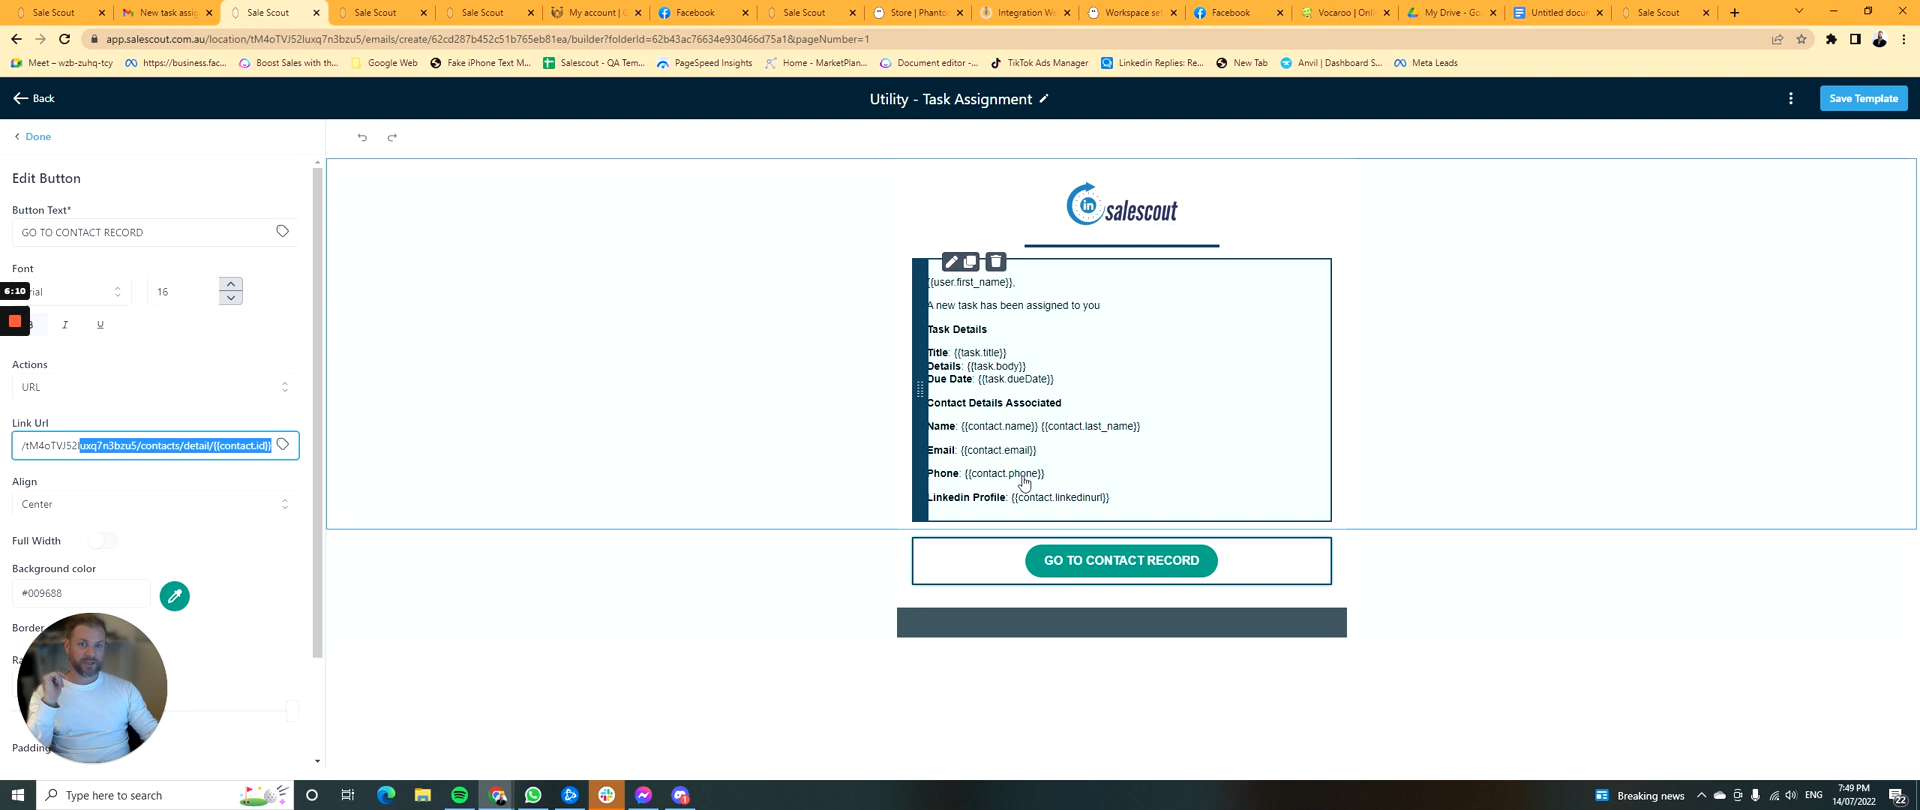 Sale Scout
New task assig
Sale Scout
Sale Scout
Sale Scout
My account | C
Facebook
Sale Scout
Store | Phanto
Integration We
Workspace set
Facebook
Vocaroo | Onl
My Drive - Go
Untitled docu
Sale Scout
app.salescout.com.au/location/tM4oTVJ52luxq7n3bzu5/emails/create/62cd287b452c51b765eb81ea/builder?folderId=62b43ac76634e930466d75a1&pageNumber=1
Meet – wzb-zuhq-tcy
https://business.fac...
Boost Sales with th...
Google Web
Fake iPhone Text M...
Salescout - QA Tem...
PageSpeed Insights
Home - MarketPlan...
Document editor -...
TikTok Ads Manager
Linkedin Replies: Re...
New Tab
Anvil | Dashboard S...
Meta Leads
Back
Utility - Task Assignment
Save Template
Done
Edit Button
Button Text*
GO TO CONTACT RECORD
Font
6:10
rial
16
B
I
U
Actions
URL
Link Url
/tM4oTVJ52luxq7n3bzu5/contacts/detail/{{contact.id}}
Align
Center
Full Width
Background color
#009688
Border
Ra
Padding
in salescout
{{user.first_name}},
A new task has been assigned to you
Task Details
Title: {{task.title}}
Details: {{task.body}}
Due Date: {{task.dueDate}}
Contact Details Associated
Name: {{contact.name}} {{contact.last_name}}
Email: {{contact.email}}
Phone: {{contact.phone}}
Linkedin Profile: {{contact.linkedinurl}}
GO TO CONTACT RECORD
Type here to search
Breaking news
ENG
7:49 PM
14/07/2022
22